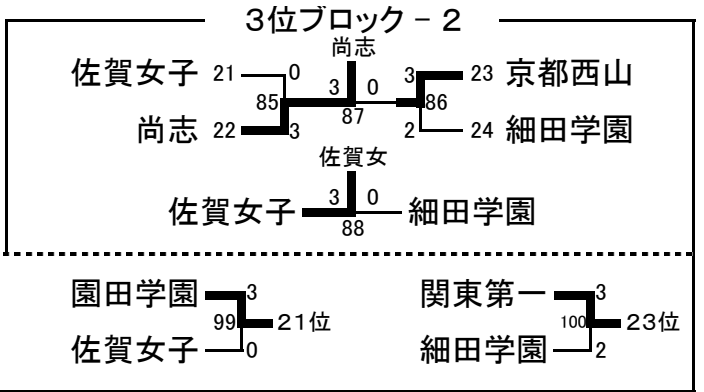 3位ブロック－2
尚志
佐賀女子 21 0 3 23 京都西山
3 0
85 87 86
尚志 22 3 2 24 細田学園
佐賀女
佐賀女子 3 0 細田学園
88
園田学園 3 関東第一 3
99 21位 100 23位
佐賀女子 0 細田学園 2